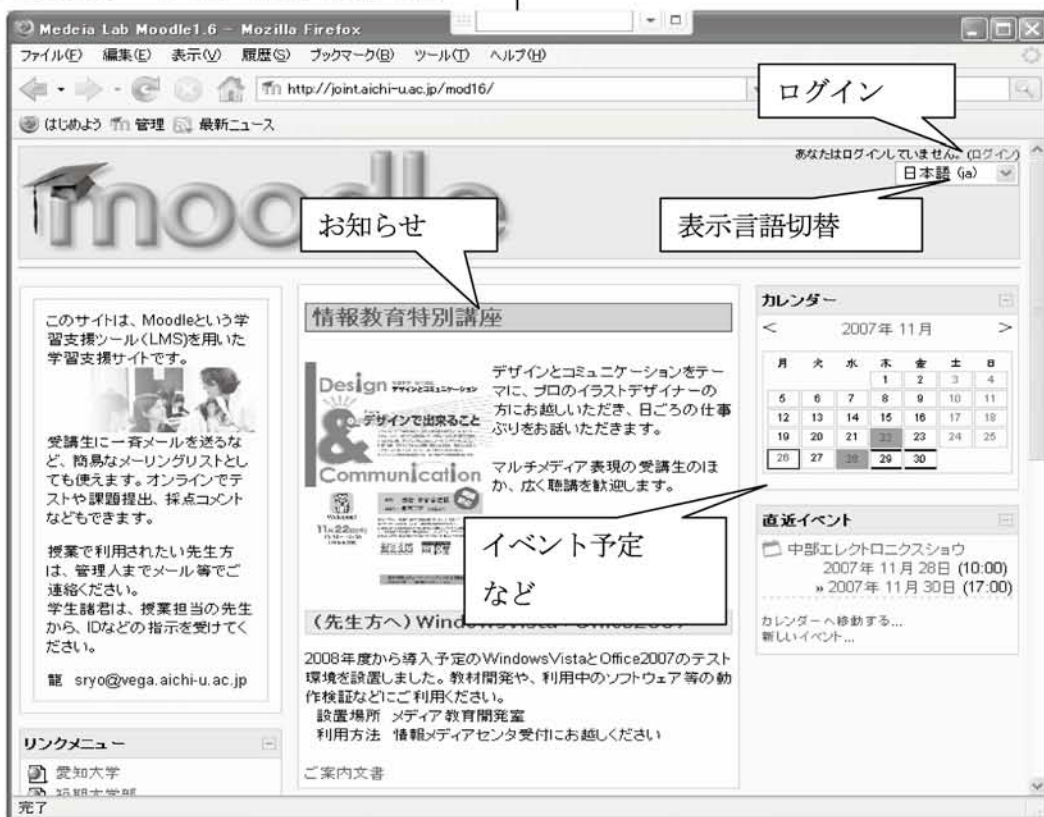 Medeia Lab Moodle1.6 - Mozilla Firefox
ファイル(F) 編集(E) 表示(V) 履歴(S) ブックマーク(B) ツール(T) ヘルプ(H)
http://joint.aichi-u.ac.jp/mod16/
はじめよう 管理 最新ニュース
ログイン
あなたはログインしていません。(ログイン)
日本語 (ja)
moodle
お知らせ
表示言語切替
このサイトは、Moodleという学
習支援ツール(LMS)を用いた
学習支援サイトです。
受講生に一斉メールを送るな
ど、簡易なメーリングリストとし
ても使えます。オンラインでテ
ストや課題提出、採点コメント
などもできます。
授業で利用されたい先生方
は、管理人までメール等でご
連絡ください。
学生諸君は、授業担当の先生
から、IDなどの指示を受けてく
ださい。
龍 sryo@vega.aichi-u.ac.jp
リンクメニュー
愛知大学
短期大学部
情報教育特別講座
Design
デザインとコミュニケーション
&
デザインで出来ること
Communication
11月22日
デザインとコミュニケーションをテー
マに、プロのイラストデザイナーの
方にお越しいただき、日ごろの仕事
ぶりをお話いただきます。
マルチメディア表現の受講生のほ
か、広く聴講を歓迎します。
イベント予定
など
(先生方へ) WindowsVista・Office2007
2008年度から導入予定のWindowsVistaとOffice2007のテスト
環境を設置しました。教材開発や、利用中のソフトウェア等の動
作検証などにご利用ください。
設置場所 メディア教育開発室
利用方法 情報メディアセンタ受付にお越しください
ご案内文書
カレンダー
< 2007年 11月 >
月 火 水 木 金 土 日
1 2 3 4
5 6 7 8 9 10 11
12 13 14 15 16 17 18
19 20 21 22 23 24 25
26 27 28 29 30
直近イベント
中部エレクトロニクスショウ
2007年 11月 28日 (10:00)
» 2007年 11月 30日 (17:00)
カレンダーへ移動する...
新しいイベント...
完了